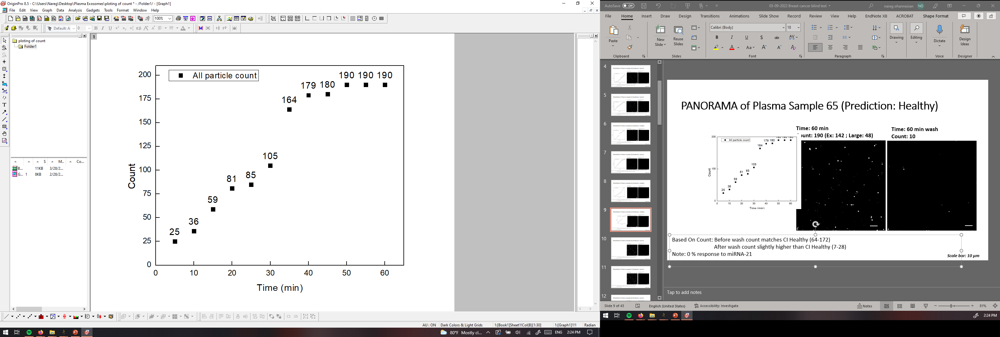 OriginPro 8.5 - C:\Users\Nareg\Desktop\Plasma Exosomes\ploting of count * - /Folder1/ - [Graph1]
File Edit View Graph Data Analysis Gadgets Tools Format Window Help
100%
Default: A 0 B I U
ploting of count
Folder1
S M.. Co...
B... 11KB 3/28/2...
G... 1 8KB 2/28/2...
1
All particle count
200
175
150
125
100
75
50
25
0
Count
25
36
59
81
85
105
164
179
180
190
190
190
0 10 20 30 40 50 60
Time (min)
AU : ON Dark Colors & Light Grids 1:[Book1]Sheet1!Col(B)[1:30] 1:[Graph1]1!1 Radian
80°F Mostly cl... ENG 2:24 PM
AutoSave Off 03-09-2022 Breast cancer blind test nareg ohannesian NO
File Home Insert Draw Design Transitions Animations Slide Show Record Review View Help EndNote X8 ACROBAT Shape Format
Paste
New Slide
Reuse Slides
Calibri (Body) 18
B I U S ab AV
Aa A A
Drawing
Editing
Dictate
Design Ideas
Clipboard Slides Font Paragraph Voice Designer
4
5
6
7
8
9
10
11
12
PANORAMA of Plasma Sample 65 (Prediction: Healthy)
Time: 60 min
ount: 190 (Ex: 142 ; Large: 48)
Time: 60 min wash
Count: 10
All particle count
200
100
0
Count
25
36
59
81
85
105
164
179
180
190
190
190
0 10 20 30 40 50 60
Time (min)
Based On Count: Before wash count matches CI Healthy (64-172)
After wash count slightly higher than CI Healthy (7-28)
Note: 0 % response to miRNA-21
Scale bar: 10 µm
Tap to add notes
Slide 9 of 43 English (United States) Accessibility: Investigate Notes 81%
2:24 PM